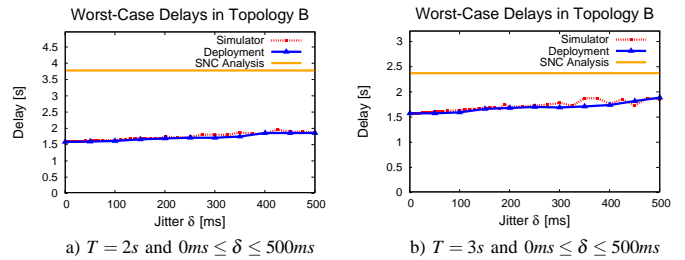 Worst-Case Delays in Topology B
Simulator
Deployment
SNC Analysis
Delay [s]
5
4.5
4
3.5
3
2.5
2
1.5
1
0.5
0
0 100 200 300 400 500
Jitter δ [ms]
a) T = 2s and 0ms ≤ δ ≤ 500ms
Worst-Case Delays in Topology B
Simulator
Deployment
SNC Analysis
Delay [s]
3
2.5
2
1.5
1
0.5
0
0 100 200 300 400 500
Jitter δ [ms]
b) T = 3s and 0ms ≤ δ ≤ 500ms